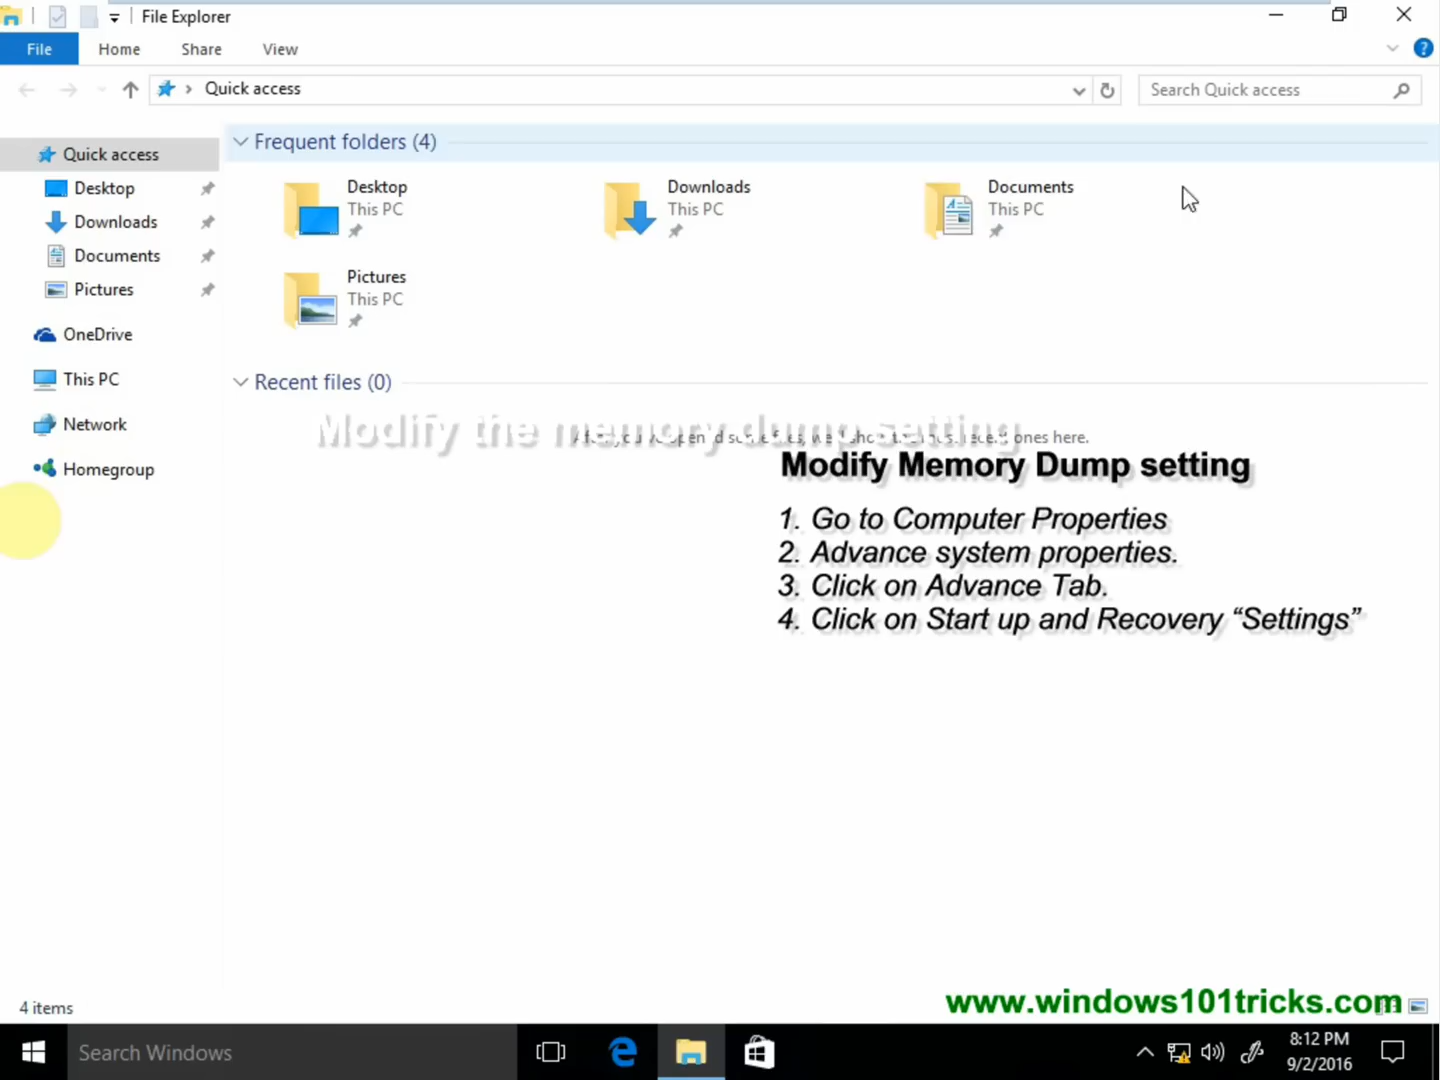 File Explorer
File Home Share View
Quick access
Search Quick access
Quick access
Desktop
Downloads
Documents
Pictures
OneDrive
This PC
Network
Homegroup
Frequent folders (4)
Desktop
This PC
Downloads
This PC
Documents
This PC
Pictures
This PC
Recent files (0)
Modify the memory dump setting
ones here.
Modify Memory Dump setting
1. Go to Computer Properties
2. Advance system properties.
3. Click on Advance Tab.
4. Click on Start up and Recovery “Settings”
4 items
www.windows101tricks.com
Search Windows
8:12 PM
9/2/2016